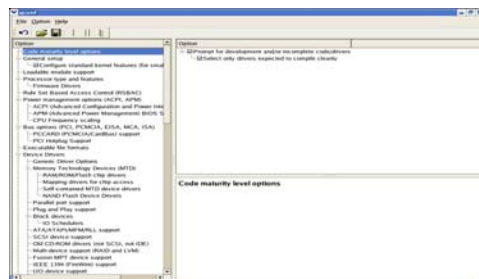 qconf
File Option Help
Option
Code maturity level options
General setup
Configure standard kernel features (for smal
Loadable module support
Processor type and features
Firmware Drivers
Rule Set Based Access Control (RSBAC)
Power management options (ACPI, APM)
ACPI (Advanced Configuration and Power Inte
APM (Advanced Power Management) BIOS S
CPU Frequency scaling
Bus options (PCI, PCMCIA, EISA, MCA, ISA)
PCCARD (PCMCIA/CardBus) support
PCI Hotplug Support
Executable file formats
Device Drivers
Generic Driver Options
Memory Technology Devices (MTD)
RAM/ROM/Flash chip drivers
Mapping drivers for chip access
Self-contained MTD device drivers
NAND Flash Device Drivers
Parallel port support
Plug and Play support
Block devices
IO Schedulers
ATA/ATAPI/MFM/RLL support
SCSI device support
Old CD-ROM drivers (not SCSI, not IDE)
Multi-device support (RAID and LVM)
Fusion MPT device support
IEEE 1394 (FireWire) support
I2O device support
Option
Prompt for development and/or incomplete code/drivers
Select only drivers expected to compile cleanly
Code maturity level options